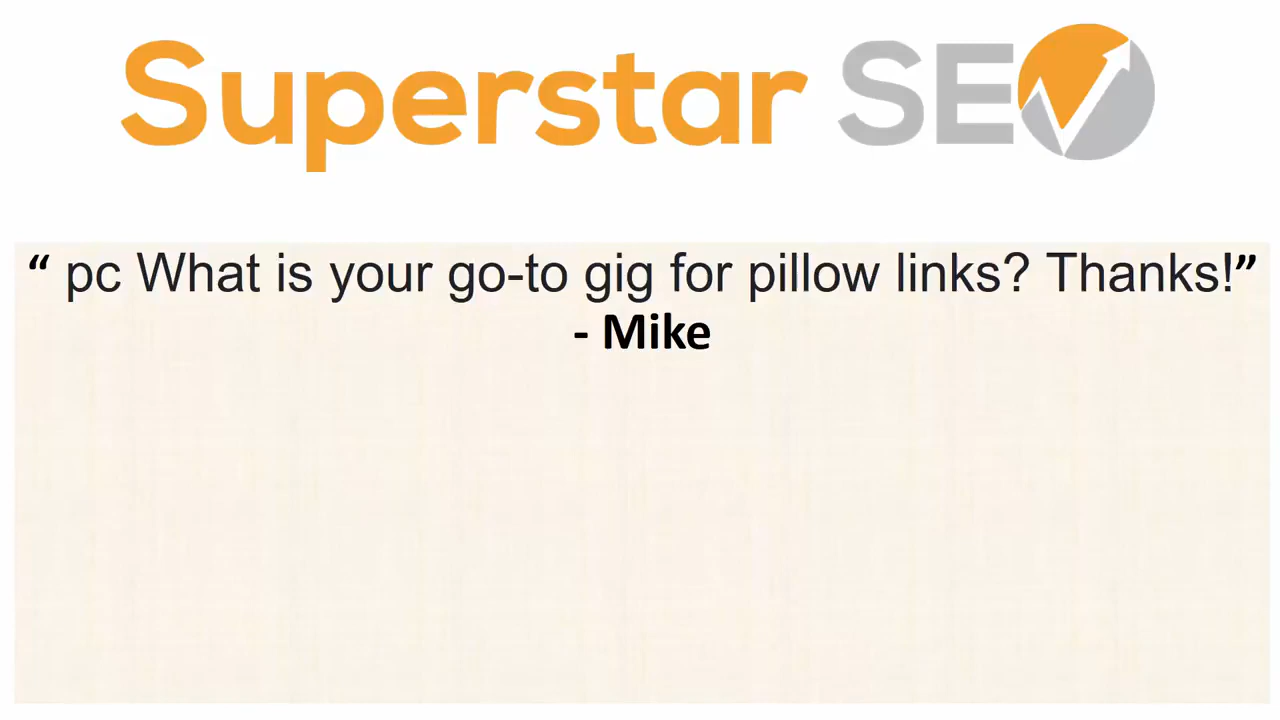 Superstar SEO
“ pc What is your go-to gig for pillow links? Thanks!”
- Mike